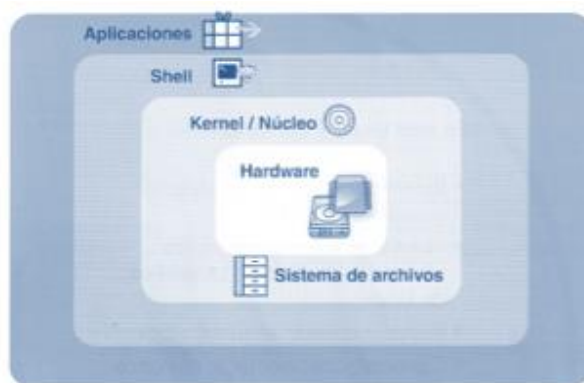 Aplicaciones
Shell
Kernel / Núcleo
Hardware
Sistema de archivos